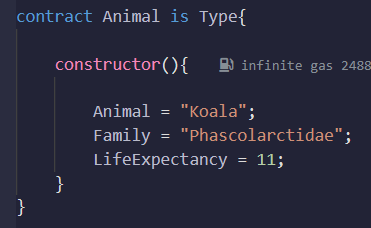 contract Animal is Type{
constructor(){ infinite gas 2488
Animal = "Koala";
Family = "Phascolarctidae";
LifeExpectancy = 11;
}
}